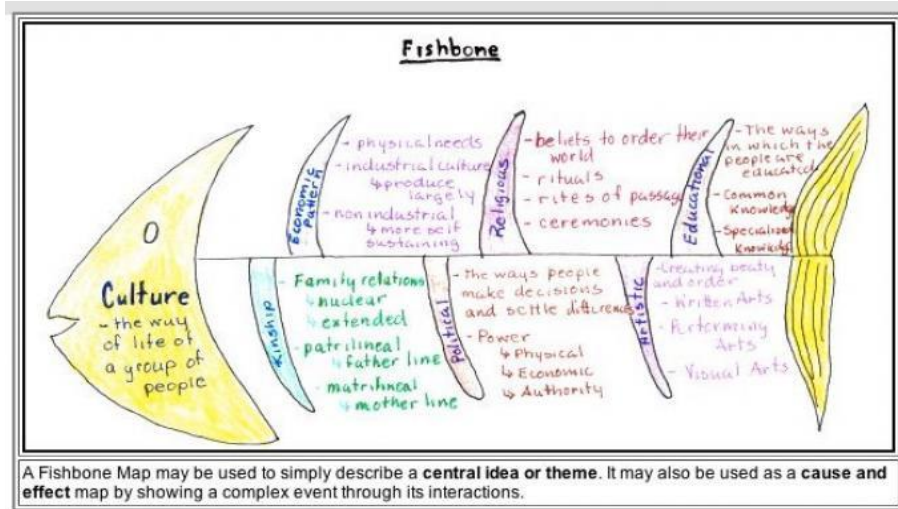 Fishbone
Culture
- the way
of life of
a group of
people
Economic
Pattern
- physical needs
- industrial culture
↳ produce
largely
- non industrial
↳ more self
sustaining
Religious
- beliefs to order their
world
- rituals
- rites of passage
- ceremonies
Educational
- The ways
in which the
people are
educated
- Common
Knowledge
- Specialized
Knowledge
Kinship
- Family relations
↳ nuclear
↳ extended
- patrilineal
↳ father line
- matrilineal
↳ mother line
Political
- The ways people
make decisions
and settle differences
- Power
↳ Physical
↳ Economic
↳ Authority
Artistic
- Creating beaty
and order
- Written Arts
- Performing
Arts
- Visual Arts
A Fishbone Map may be used to simply describe a central idea or theme. It may also be used as a cause and
effect map by showing a complex event through its interactions.